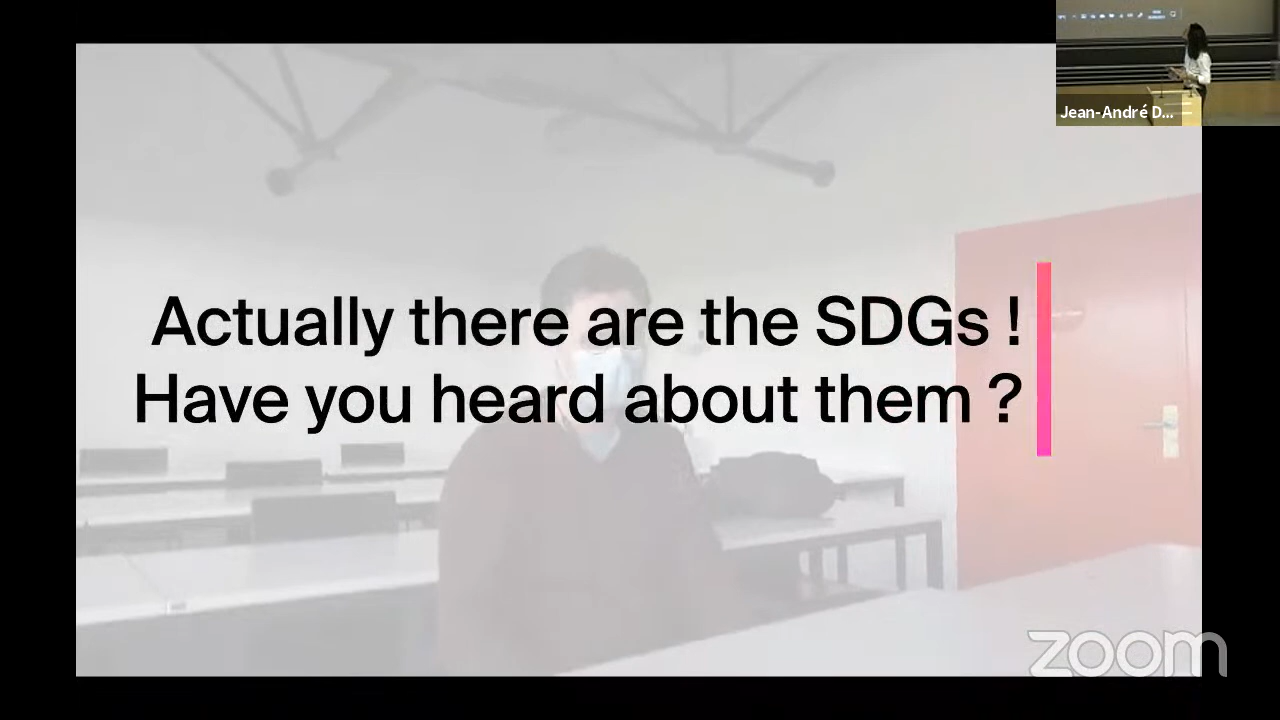 Jean-André D...
Actually there are the SDGs !
Have you heard about them ?
zoom